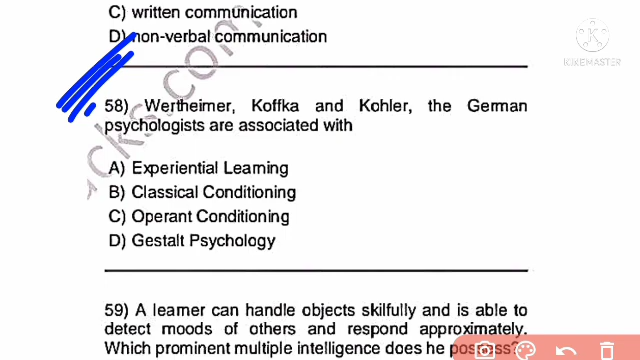 C) written communication
D) non-verbal communication
KINEMASTER
58) Wertheimer, Koffka and Kohler, the German
psychologists are associated with
A) Experiential Learning
B) Classical Conditioning
C) Operant Conditioning
D) Gestalt Psychology
59) A learner can handle objects skilfully and is able to
detect moods of others and respond approximately.
Which prominent multiple intelligence does he possess?